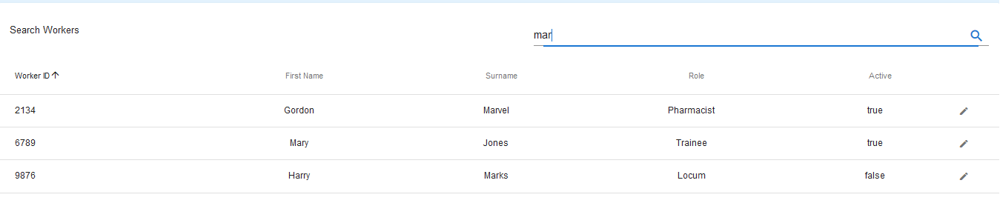 Search Workers
mar
Worker ID First Name Surname Role Active
2134 Gordon Marvel Pharmacist true
6789 Mary Jones Trainee true
9876 Harry Marks Locum false